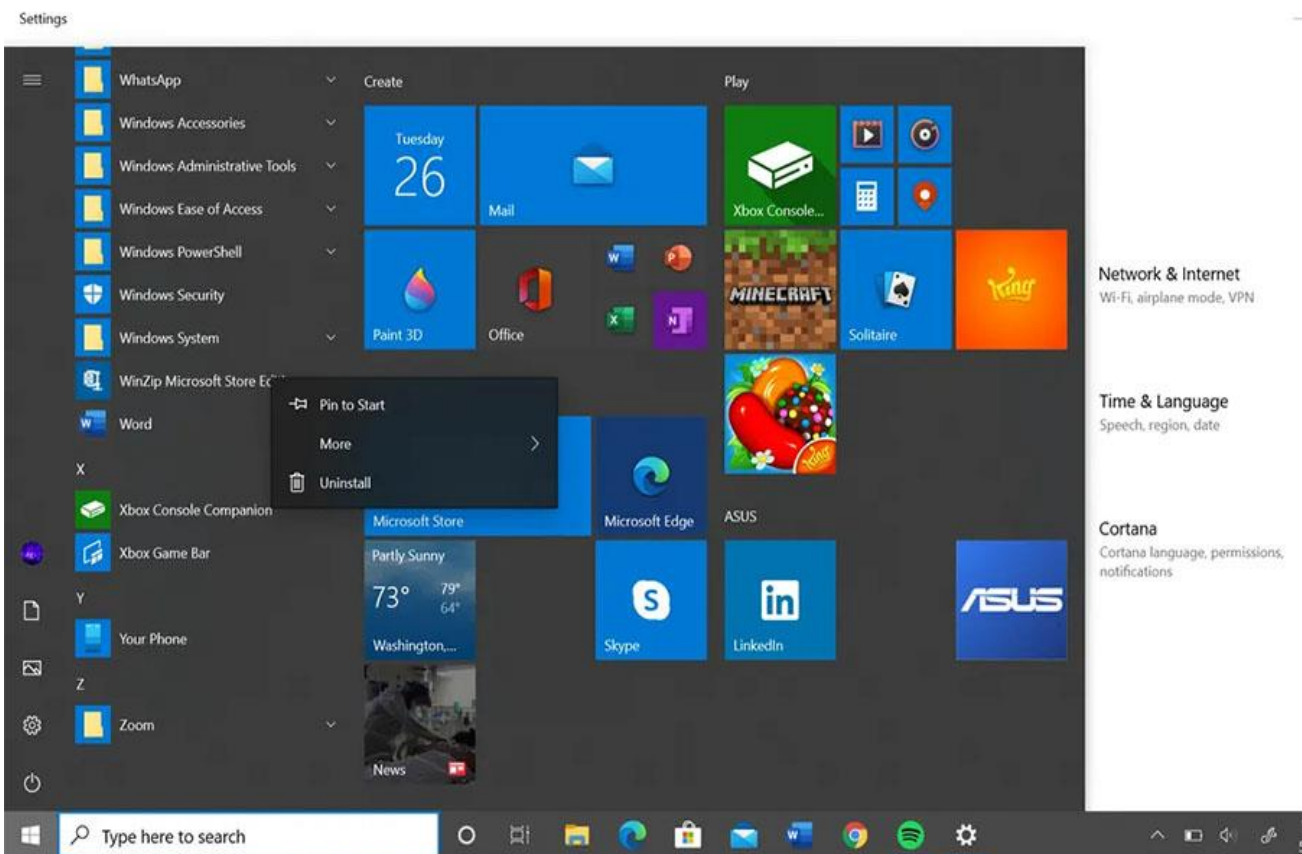 Settings
WhatsApp
Windows Accessories
Windows Administrative Tools
Windows Ease of Access
Windows PowerShell
Windows Security
Windows System
WinZip Microsoft Store
Word
X
Xbox Console Companion
Xbox Game Bar
Y
Your Phone
Z
Zoom
Pin to Start
More
Uninstall
Create
Tuesday
26
Mail
Paint 3D
Office
Microsoft Store
Microsoft Edge
Partly Sunny
73° 79°
64°
Washington,...
Skype
News
Play
Xbox Console...
MINECRAFT
Solitaire
King
King
ASUS
LinkedIn
in
ASUS
Network & Internet
Wi-Fi, airplane mode, VPN
Time & Language
Speech, region, date
Cortana
Cortana language, permissions,
notifications
Type here to search